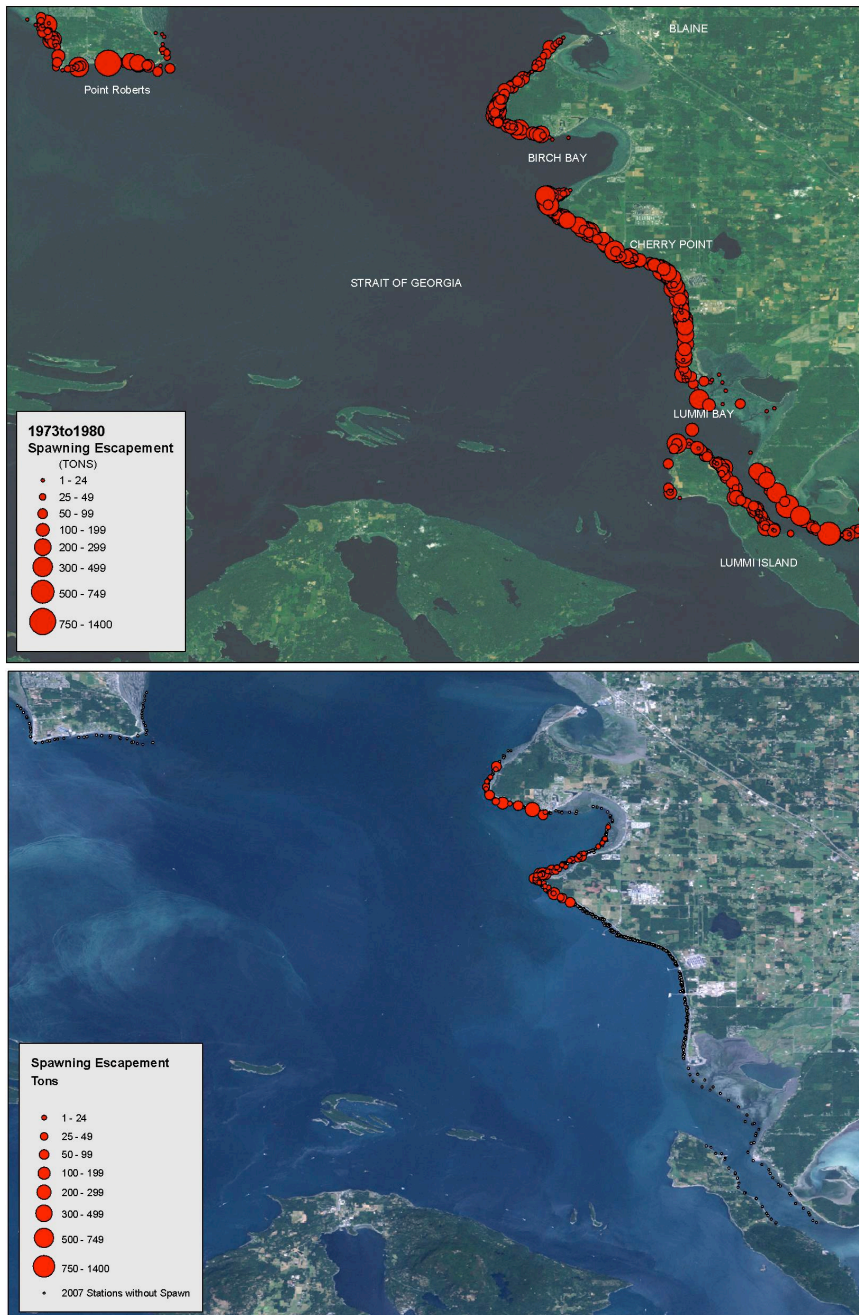 BLAINE
Point Roberts
BIRCH BAY
CHERRY POINT
STRAIT OF GEORGIA
LUMMI BAY
LUMMI ISLAND
1973to1980
Spawning Escapement
(TONS)
1 - 24
25 - 49
50 - 99
100 - 199
200 - 299
300 - 499
500 - 749
750 - 1400
Spawning Escapement
Tons
1 - 24
25 - 49
50 - 99
100 - 199
200 - 299
300 - 499
500 - 749
750 - 1400
2007 Stations without Spawn